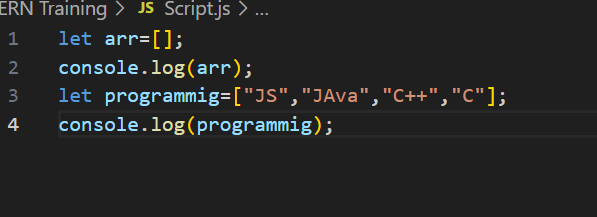 ERN Training > JS Script.js > ...
1 let arr=[];
2 console.log(arr);
3 let programmig=["JS","JAva","C++","C"];
4 console.log(programmig);